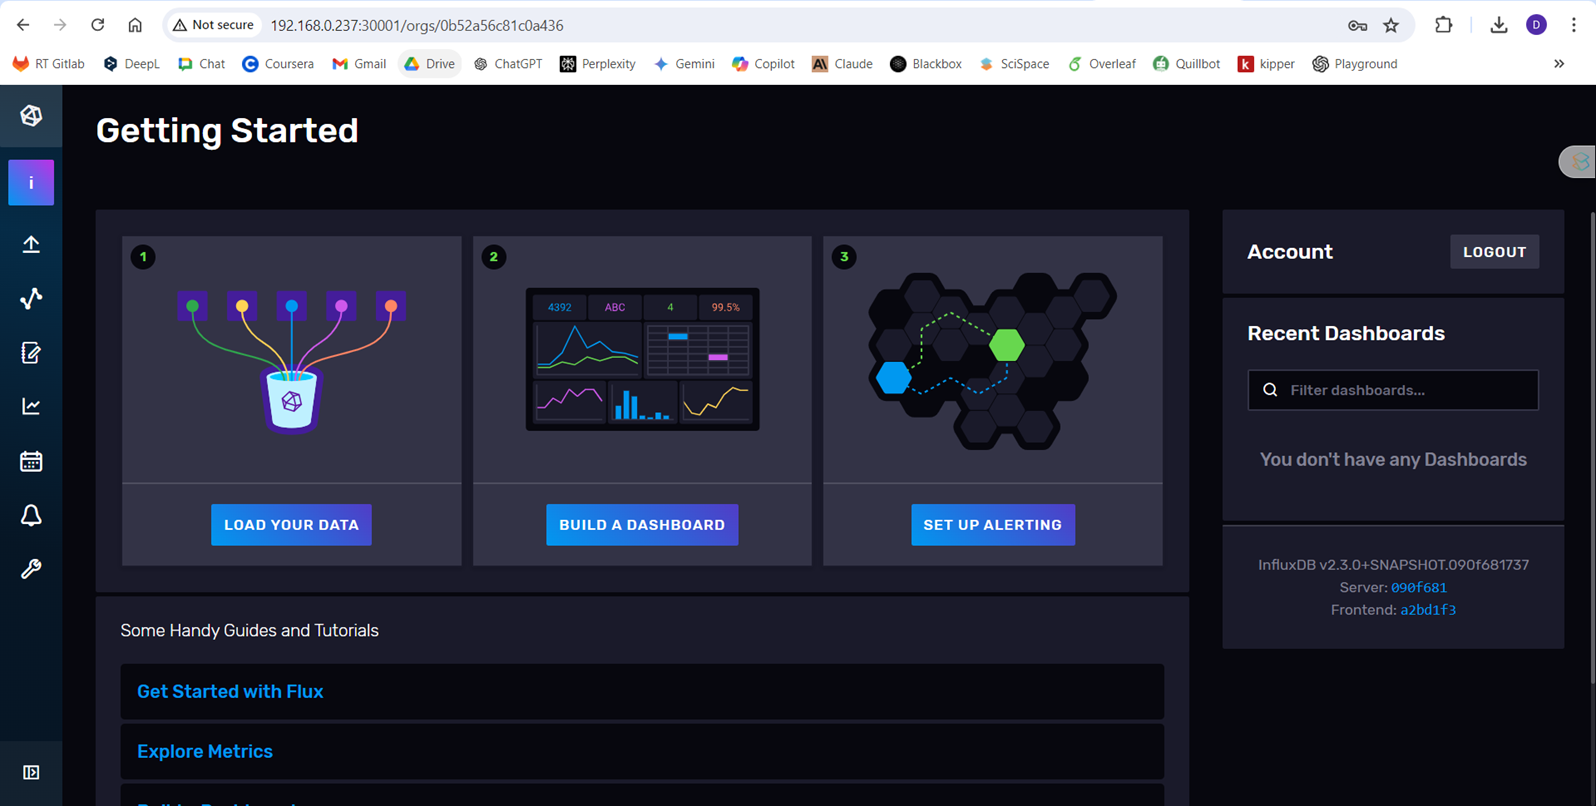 Not secure
192.168.0.237:30001/orgs/0b52a56c81c0a436
D
RT Gitlab
DeepL
Chat
Coursera
Gmail
Drive
ChatGPT
Perplexity
Gemini
Copilot
Claude
Blackbox
SciSpace
Overleaf
Quillbot
kipper
Playground
Getting Started
i
1
2
4392
ABC
4
99.5%
3
LOAD YOUR DATA
BUILD A DASHBOARD
SET UP ALERTING
Account
LOGOUT
Recent Dashboards
Filter dashboards...
You don't have any Dashboards
InfluxDB v2.3.0+SNAPSHOT.090f681737
Server: 090f681
Frontend: a2bd1f3
Some Handy Guides and Tutorials
Get Started with Flux
Explore Metrics